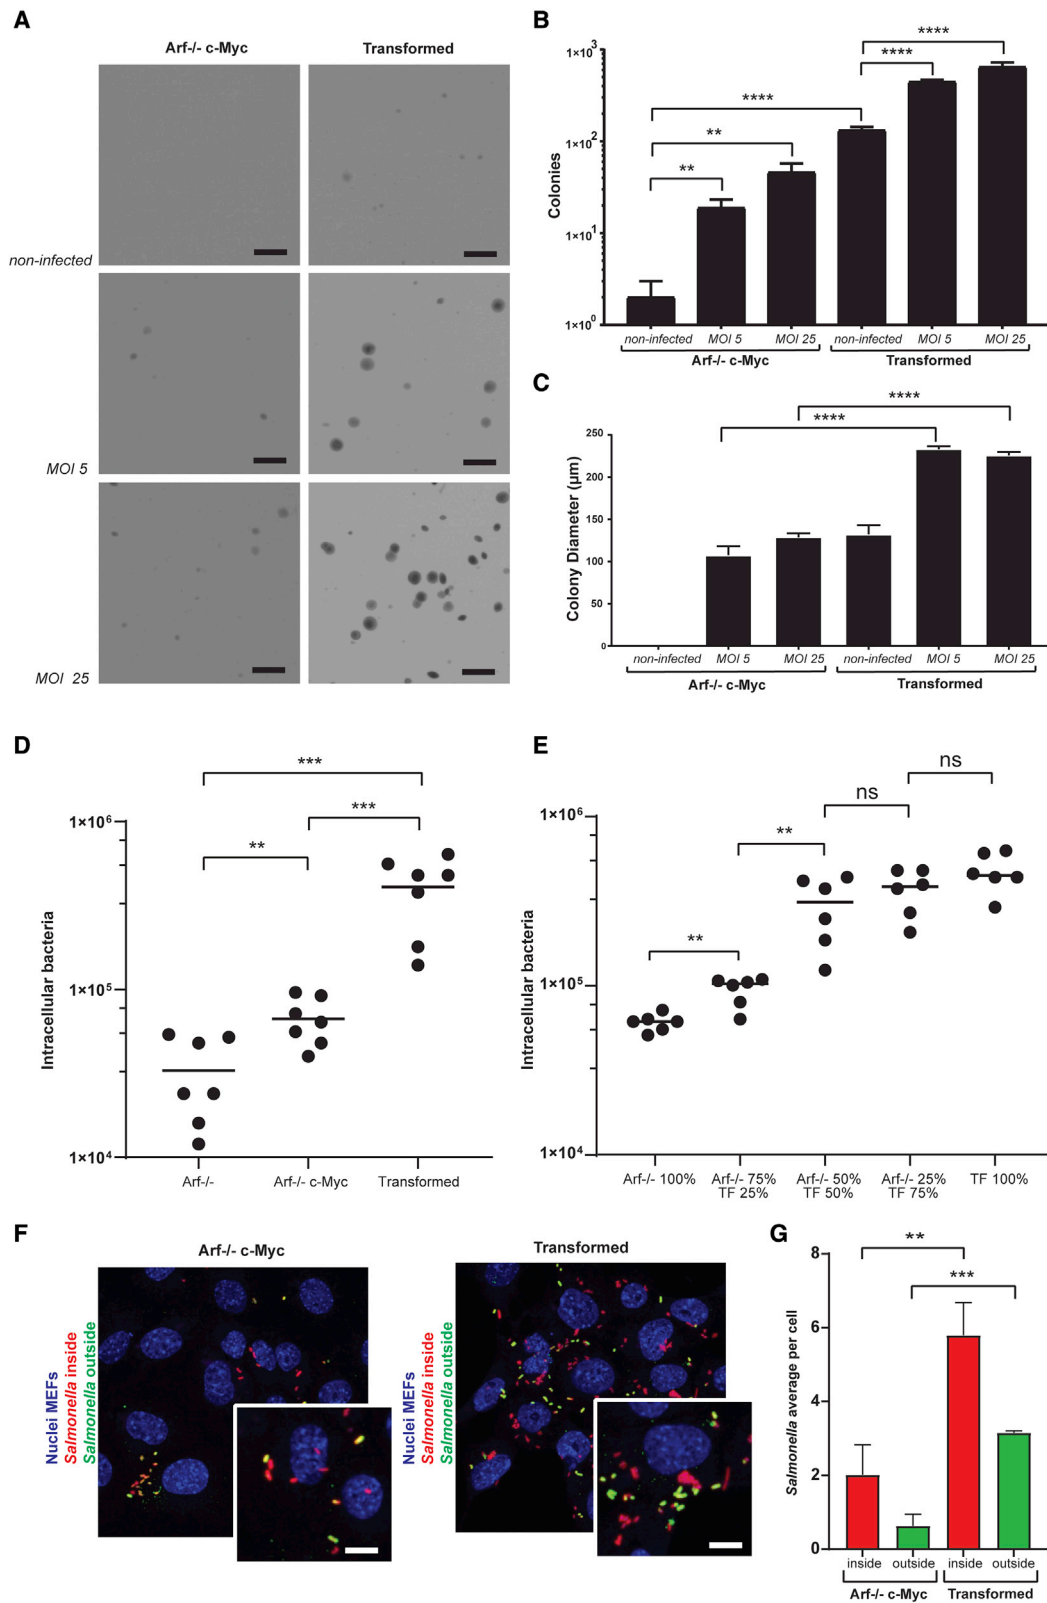 A
Arf-/- c-Myc
Transformed
non-infected
MOI 5
MOI 25
B
Colonies
1×10³
1×10²
1×10¹
1×10⁰
****
****
****
**
**
non-infected
MOI 5
MOI 25
non-infected
MOI 5
MOI 25
Arf-/- c-Myc
Transformed
C
Colony Diameter (µm)
250
200
150
100
50
0
****
****
non-infected
MOI 5
MOI 25
non-infected
MOI 5
MOI 25
Arf-/- c-Myc
Transformed
D
Intracellular bacteria
1×10⁶
1×10⁵
1×10⁴
***
***
**
Arf-/-
Arf-/- c-Myc
Transformed
E
Intracellular bacteria
1×10⁶
1×10⁵
1×10⁴
ns
ns
**
**
Arf-/- 100%
Arf-/- 75%
TF 25%
Arf-/- 50%
TF 50%
Arf-/- 25%
TF 75%
TF 100%
F
Arf-/- c-Myc
Nuclei MEFs
Salmonella inside
Salmonella outside
Transformed
Nuclei MEFs
Salmonella inside
Salmonella outside
G
Salmonella average per cell
8
6
4
2
0
**
***
inside
outside
inside
outside
Arf-/- c-Myc
Transformed